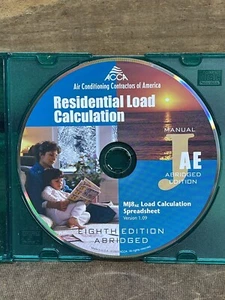 ACCA
Air Conditioning Contractors of America
Residential Load
Calculation
MANUAL
J
AE
ABRIDGED
EDITION
MJ8AE Load Calculation
Spreadsheet
Version 1.09
EIGHTH EDITION
ABRIDGED